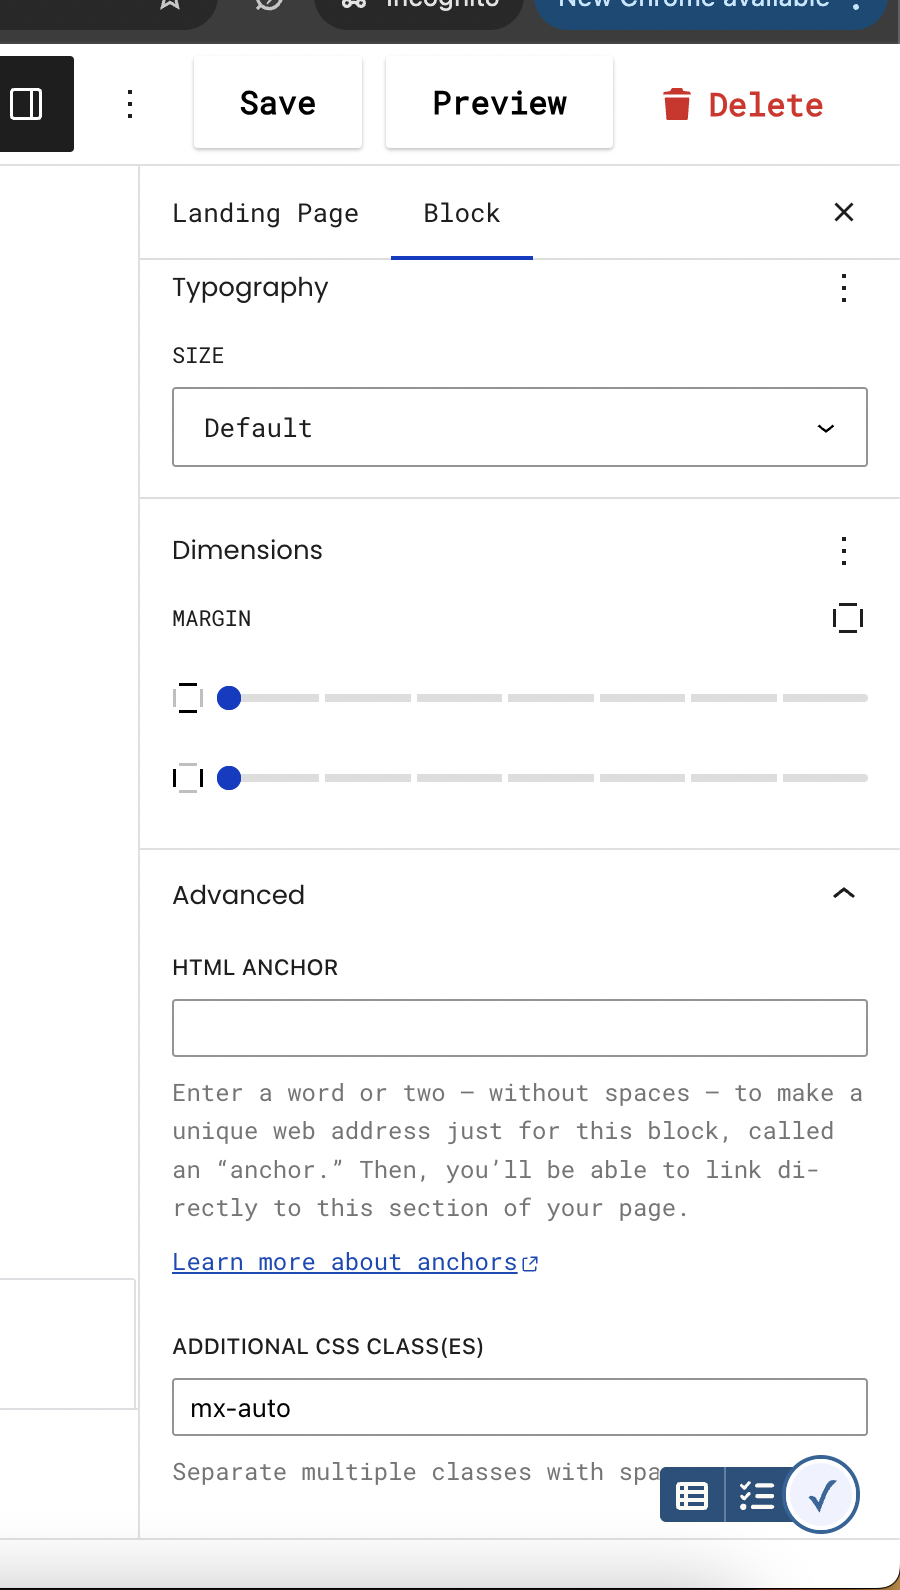 Incognito
New Chrome available
Save
Preview
Delete
Landing Page
Block
Typography
SIZE
Default
Dimensions
MARGIN
Advanced
HTML ANCHOR
Enter a word or two — without spaces — to make a
unique web address just for this block, called
an “anchor.” Then, you’ll be able to link di-
rectly to this section of your page.
Learn more about anchors
ADDITIONAL CSS CLASS(ES)
mx-auto
Separate multiple classes with